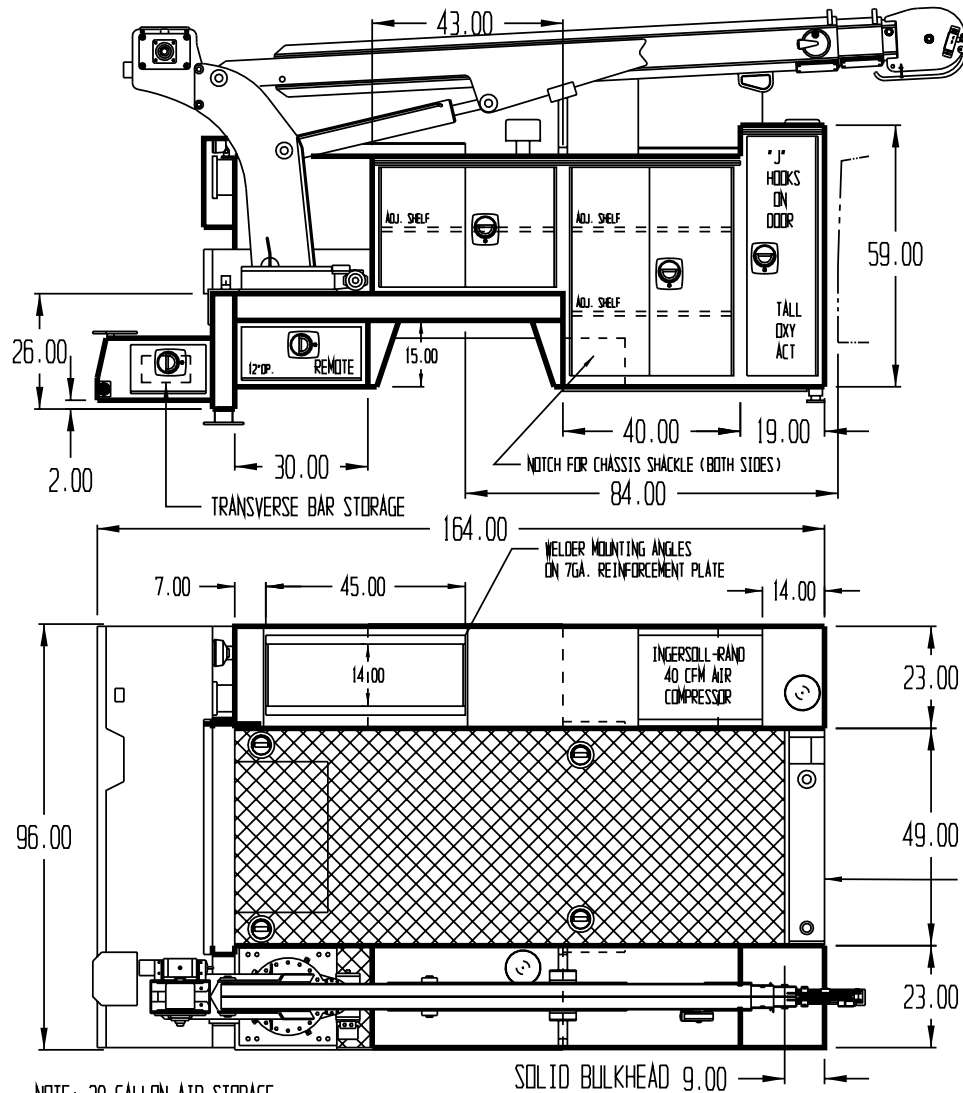 43.00
"J"
HOOKS
ON
DOOR
ADJ. SHELF
ADJ. SHELF
59.00
ADJ. SHELF
TALL
OXY
ACT
26.00
15.00
12"DP.
REMOTE
2.00
30.00
40.00
19.00
NOTCH FOR CHASSIS SHACKLE (BOTH SIDES)
84.00
TRANSVERSE BAR STORAGE
164.00
WELDER MOUNTING ANGLES
ON 7GA. REINFORCEMENT PLATE
7.00
45.00
14.00
14.00
INGERSOLL-RAND
40 CFM AIR
COMPRESSOR
23.00
96.00
49.00
23.00
SOLID BULKHEAD 9.00